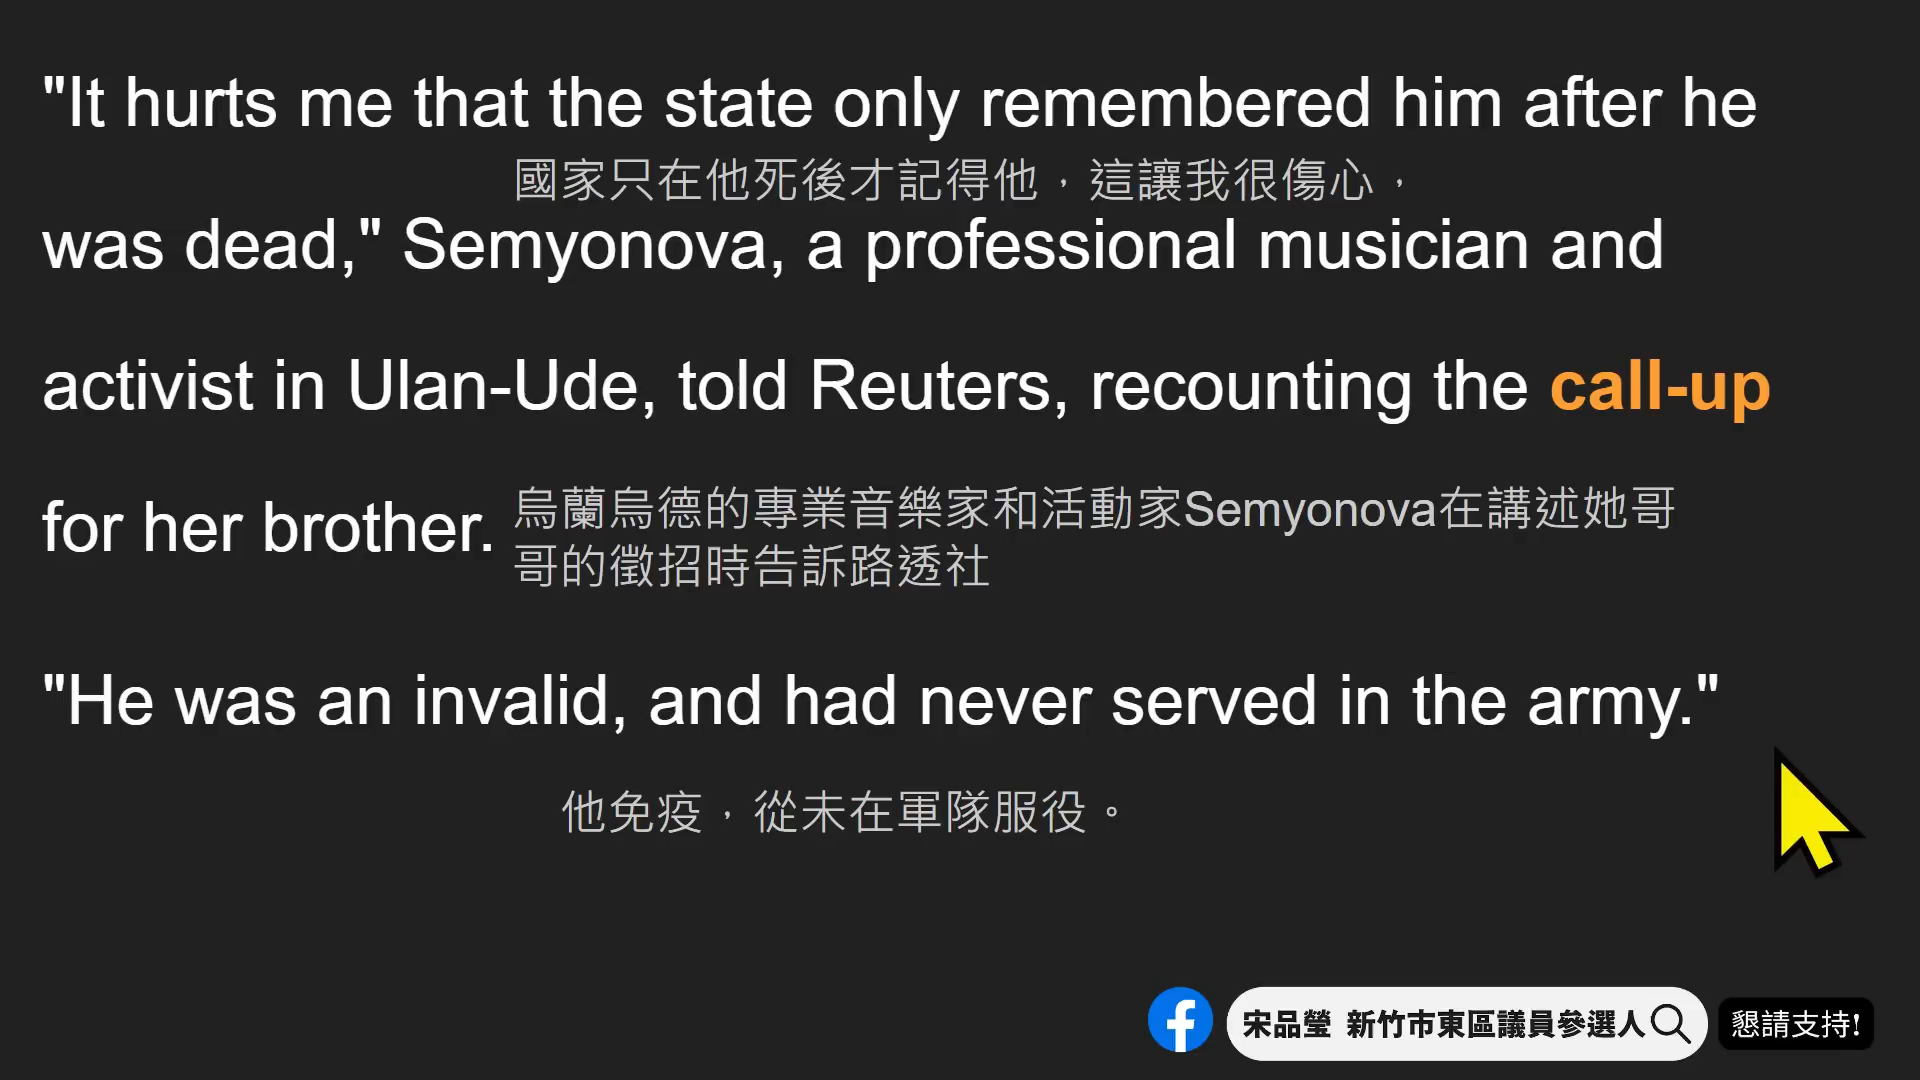 "It hurts me that the state only remembered him after he
國家只在他死後才記得他，這讓我很傷心，
was dead," Semyonova, a professional musician and
activist in Ulan-Ude, told Reuters, recounting the call-up
for her brother.
烏蘭烏德的專業音樂家和活動家Semyonova在講述她哥
哥的徵招時告訴路透社
"He was an invalid, and had never served in the army."
他免疫，從未在軍隊服役。
宋品瑩 新竹市東區議員參選人
懇請支持!